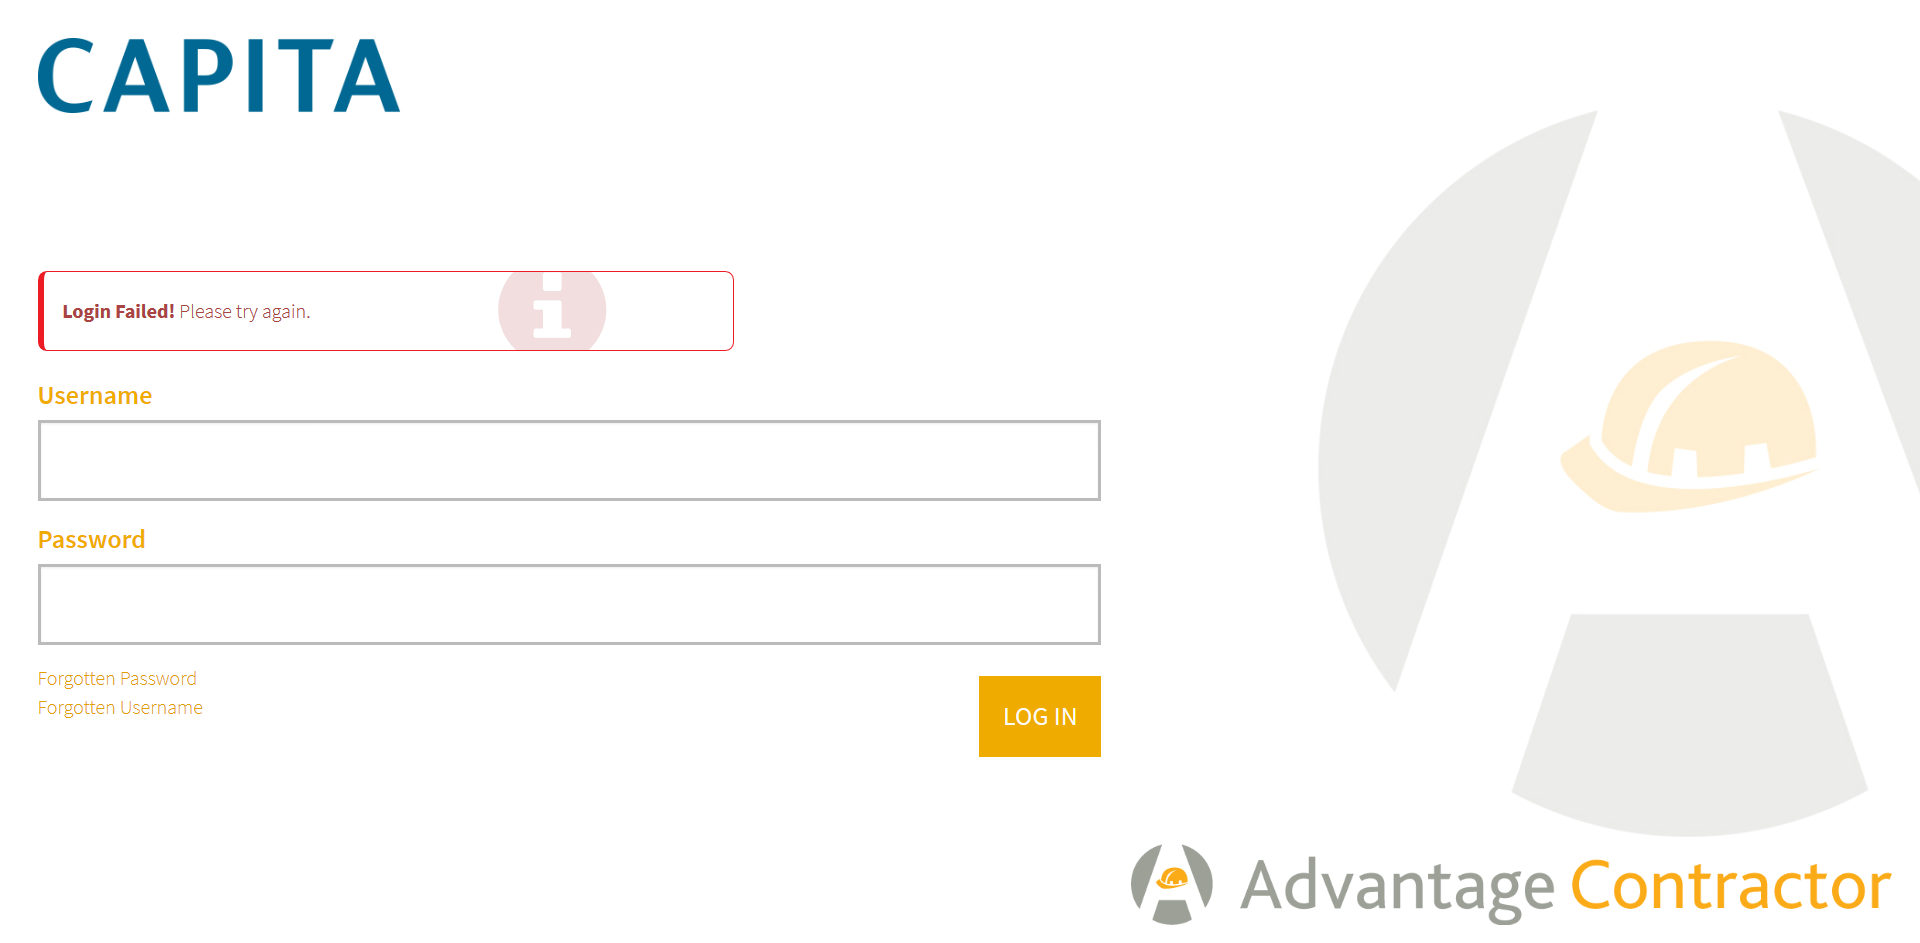 CAPITA
Login Failed! Please try again.
Username
Password
Forgotten Password
Forgotten Username
LOG IN
Advantage Contractor